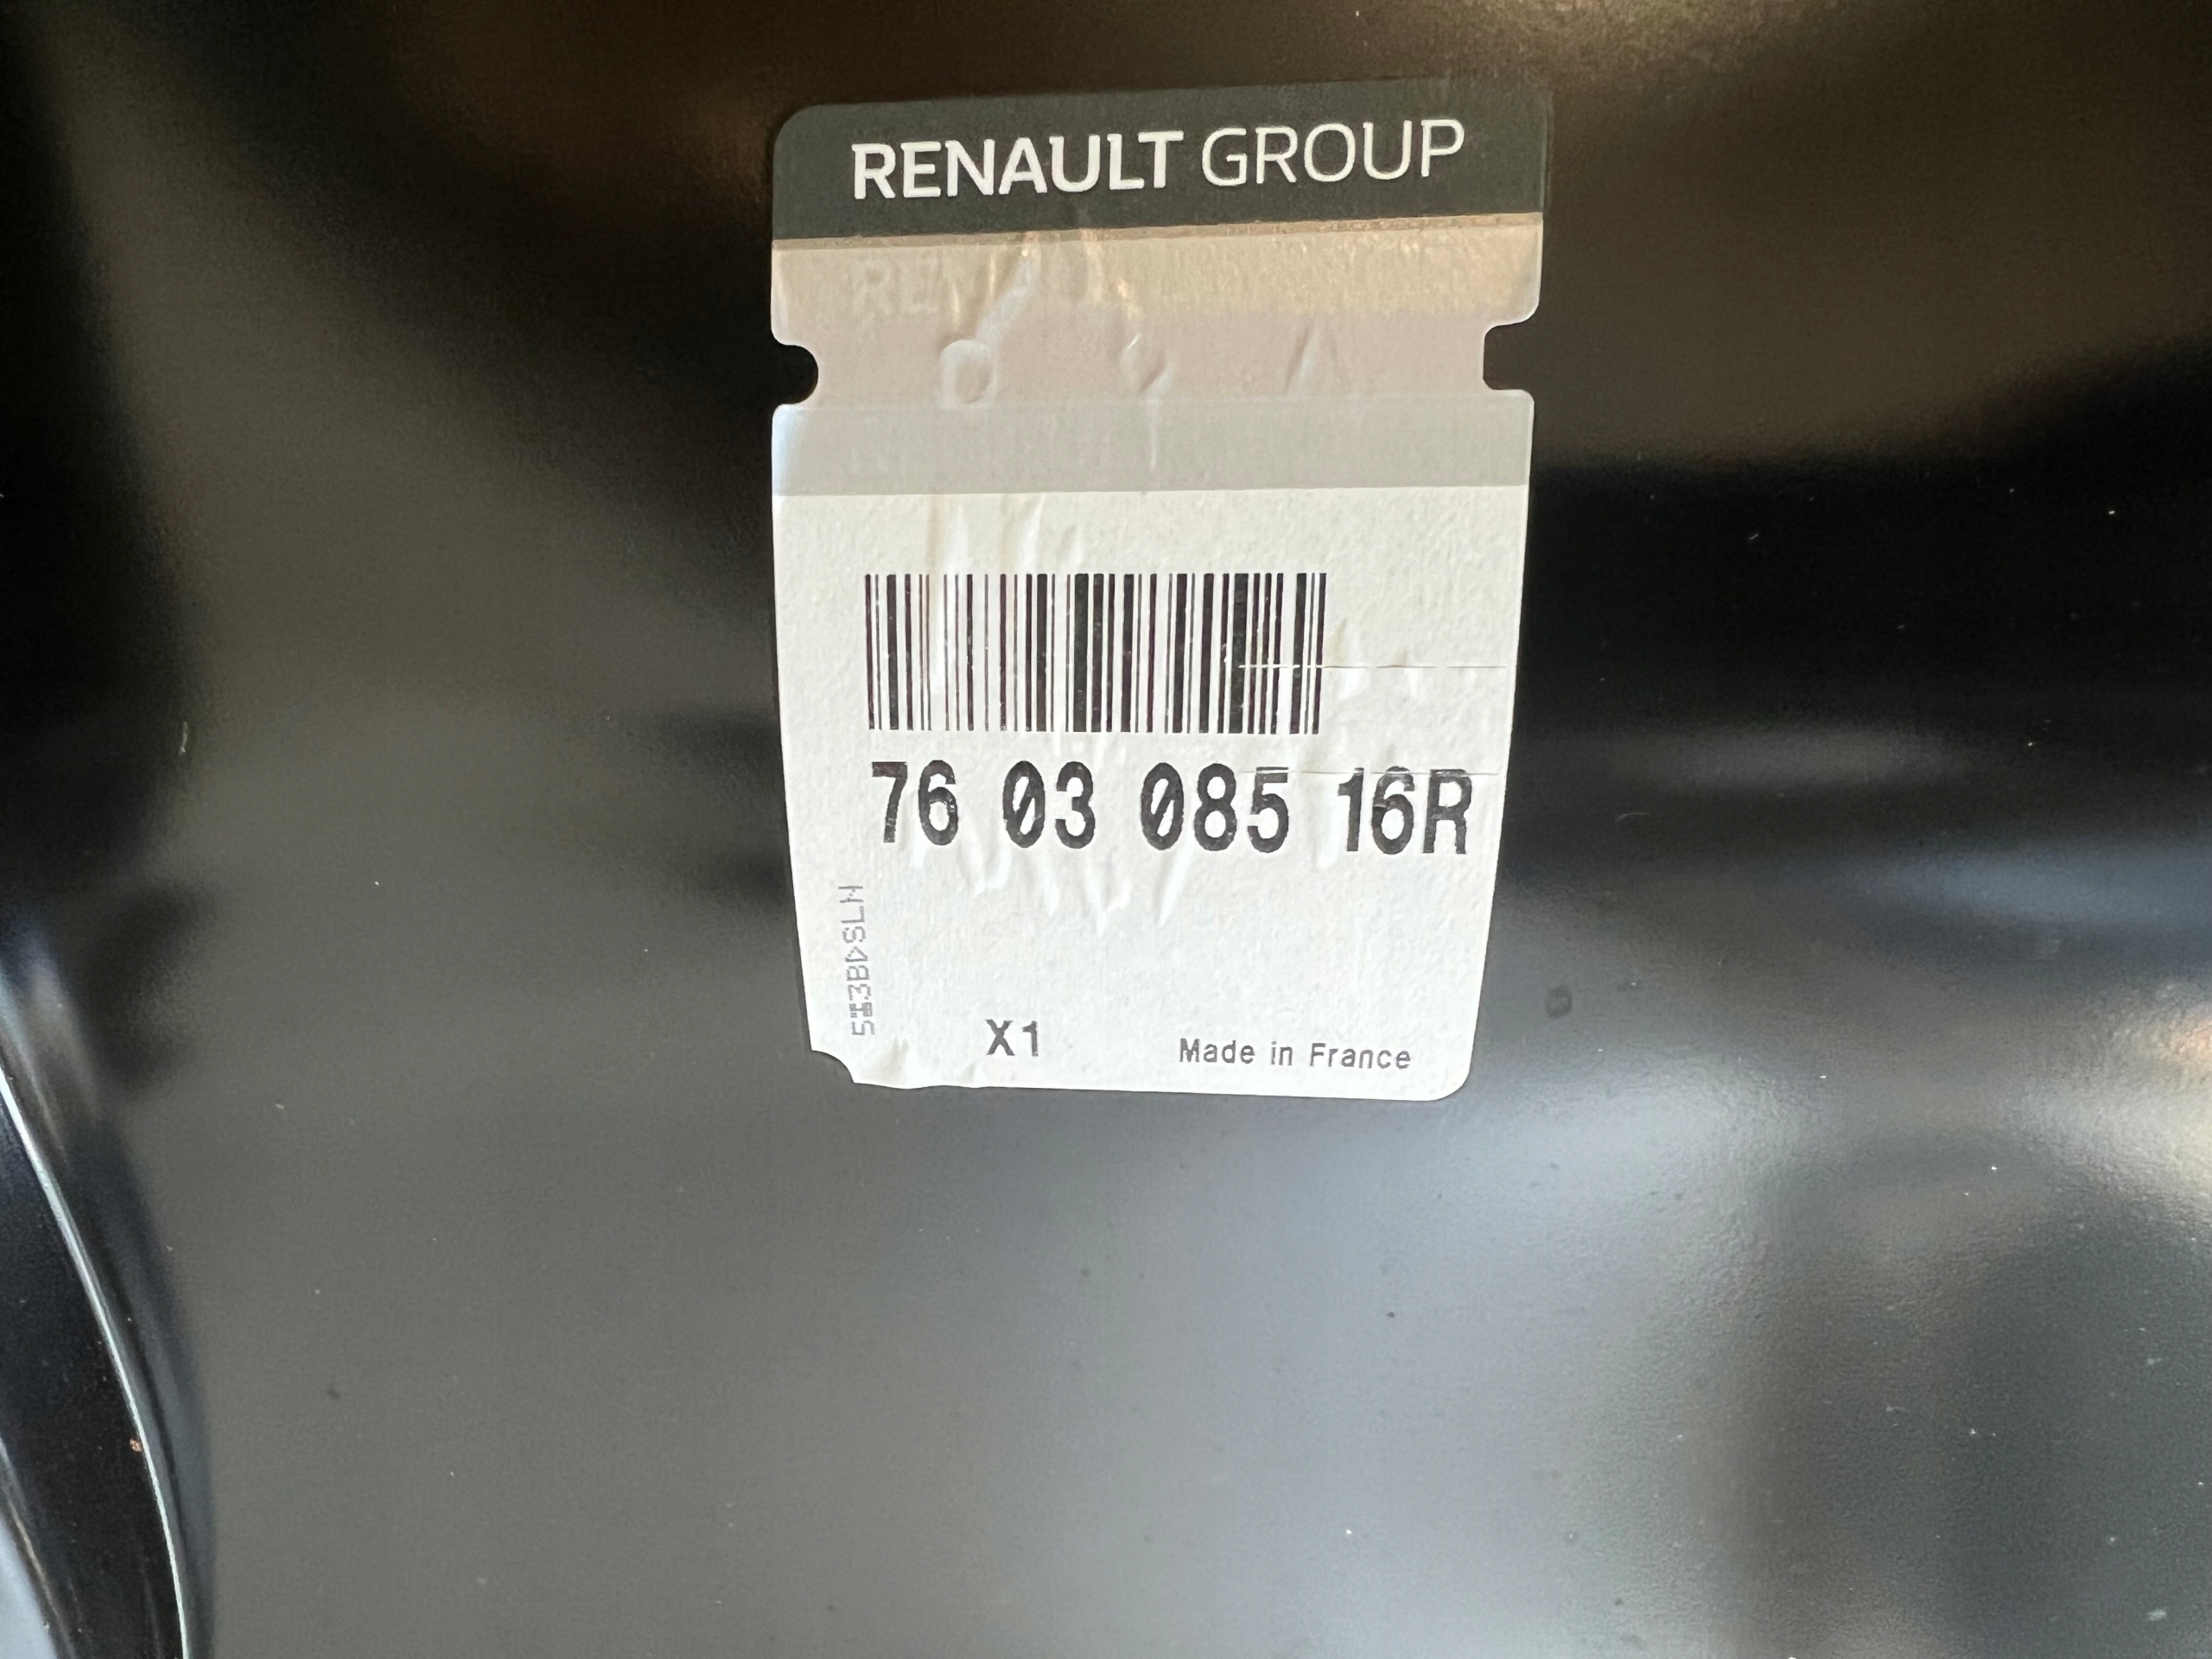 RENAULT GROUP
76 03 085 16R
X1
Made in France